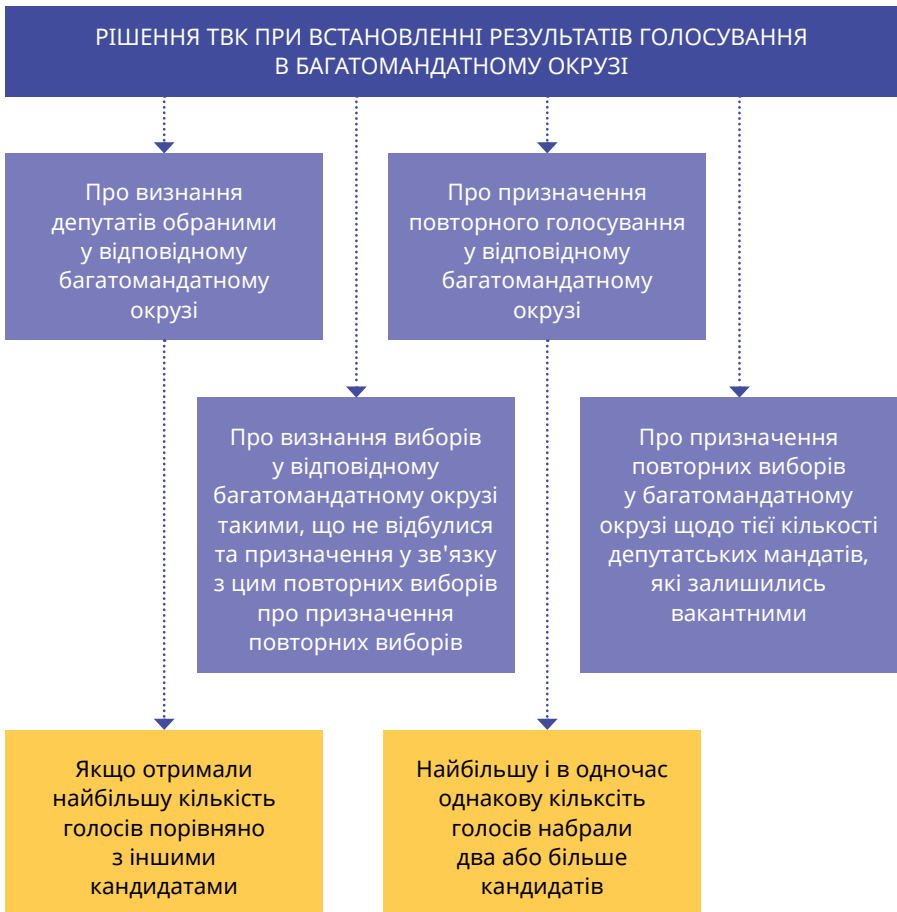 РІШЕННЯ ТВК ПРИ ВСТАНОВЛЕННІ РЕЗУЛЬТАТІВ ГОЛОСУВАННЯ
В БАГАТОМАНДАТНОМУ ОКРУЗІ
Про визнання
депутатів обраними
у відповідному
багатомандатному
окрузі
Про призначення
повторного голосування
у відповідному
багатомандатному
окрузі
Про визнання виборів
у відповідному
багатомандатному окрузі
такими, що не відбулися
та призначення у зв'язку
з цим повторних виборів
про призначення
повторних виборів
Про призначення
повторних виборів
у багатомандатному
окрузі щодо тієї кількості
депутатських мандатів,
які залишились
вакантними
Якщо отримали
найбільшу кількість
голосів порівняно
з іншими
кандидатами
Найбільшу і в одночас
однакову кільксіть
голосів набрали
два або більше
кандидатів